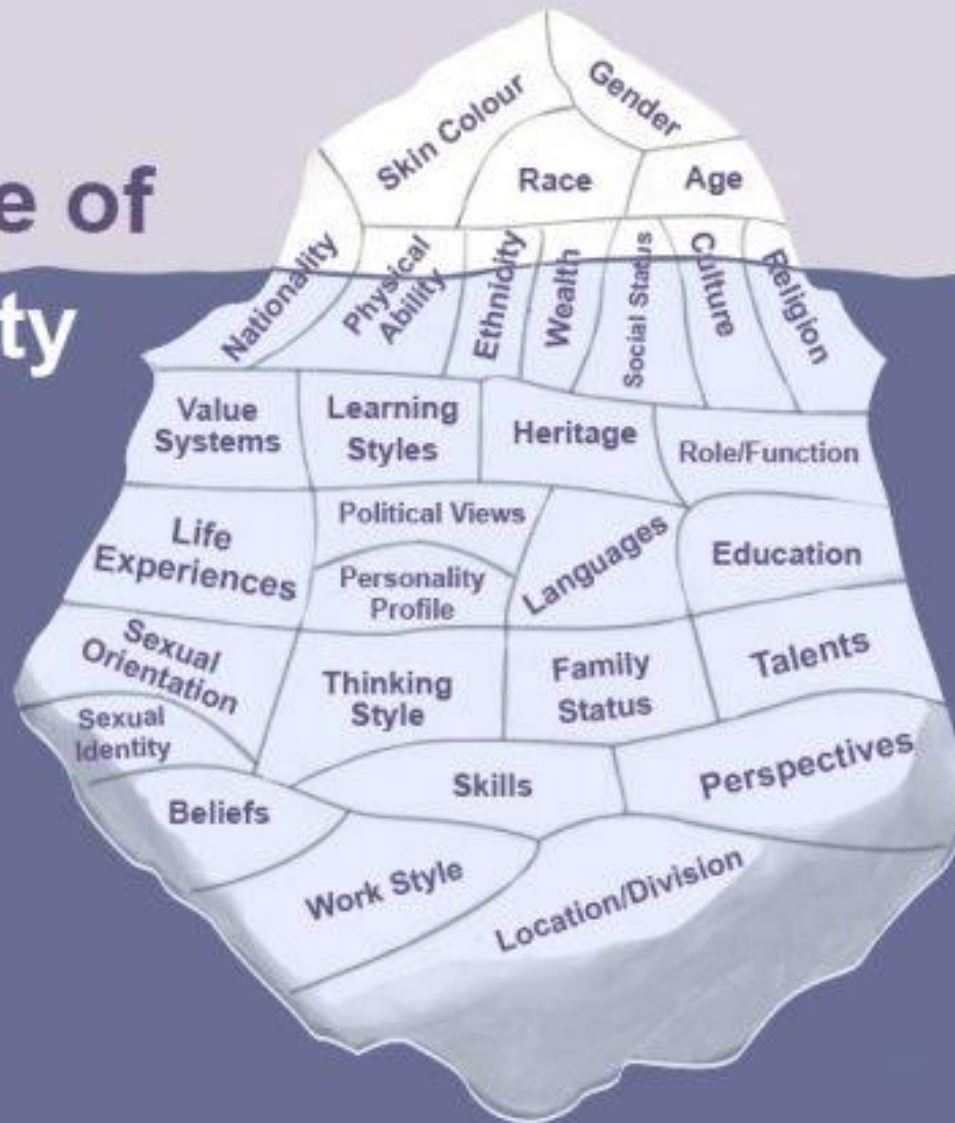 e of
ty
Skin Colour
Gender
Race
Age
Nationality
Physical
Ability
Ethnicity
Wealth
Social Status
Culture
Religion
Value
Systems
Learning
Styles
Heritage
Role/Function
Life
Experiences
Political Views
Personality
Profile
Languages
Education
Sexual
Orientation
Sexual
Identity
Thinking
Style
Family
Status
Talents
Beliefs
Skills
Perspectives
Work Style
Location/Division